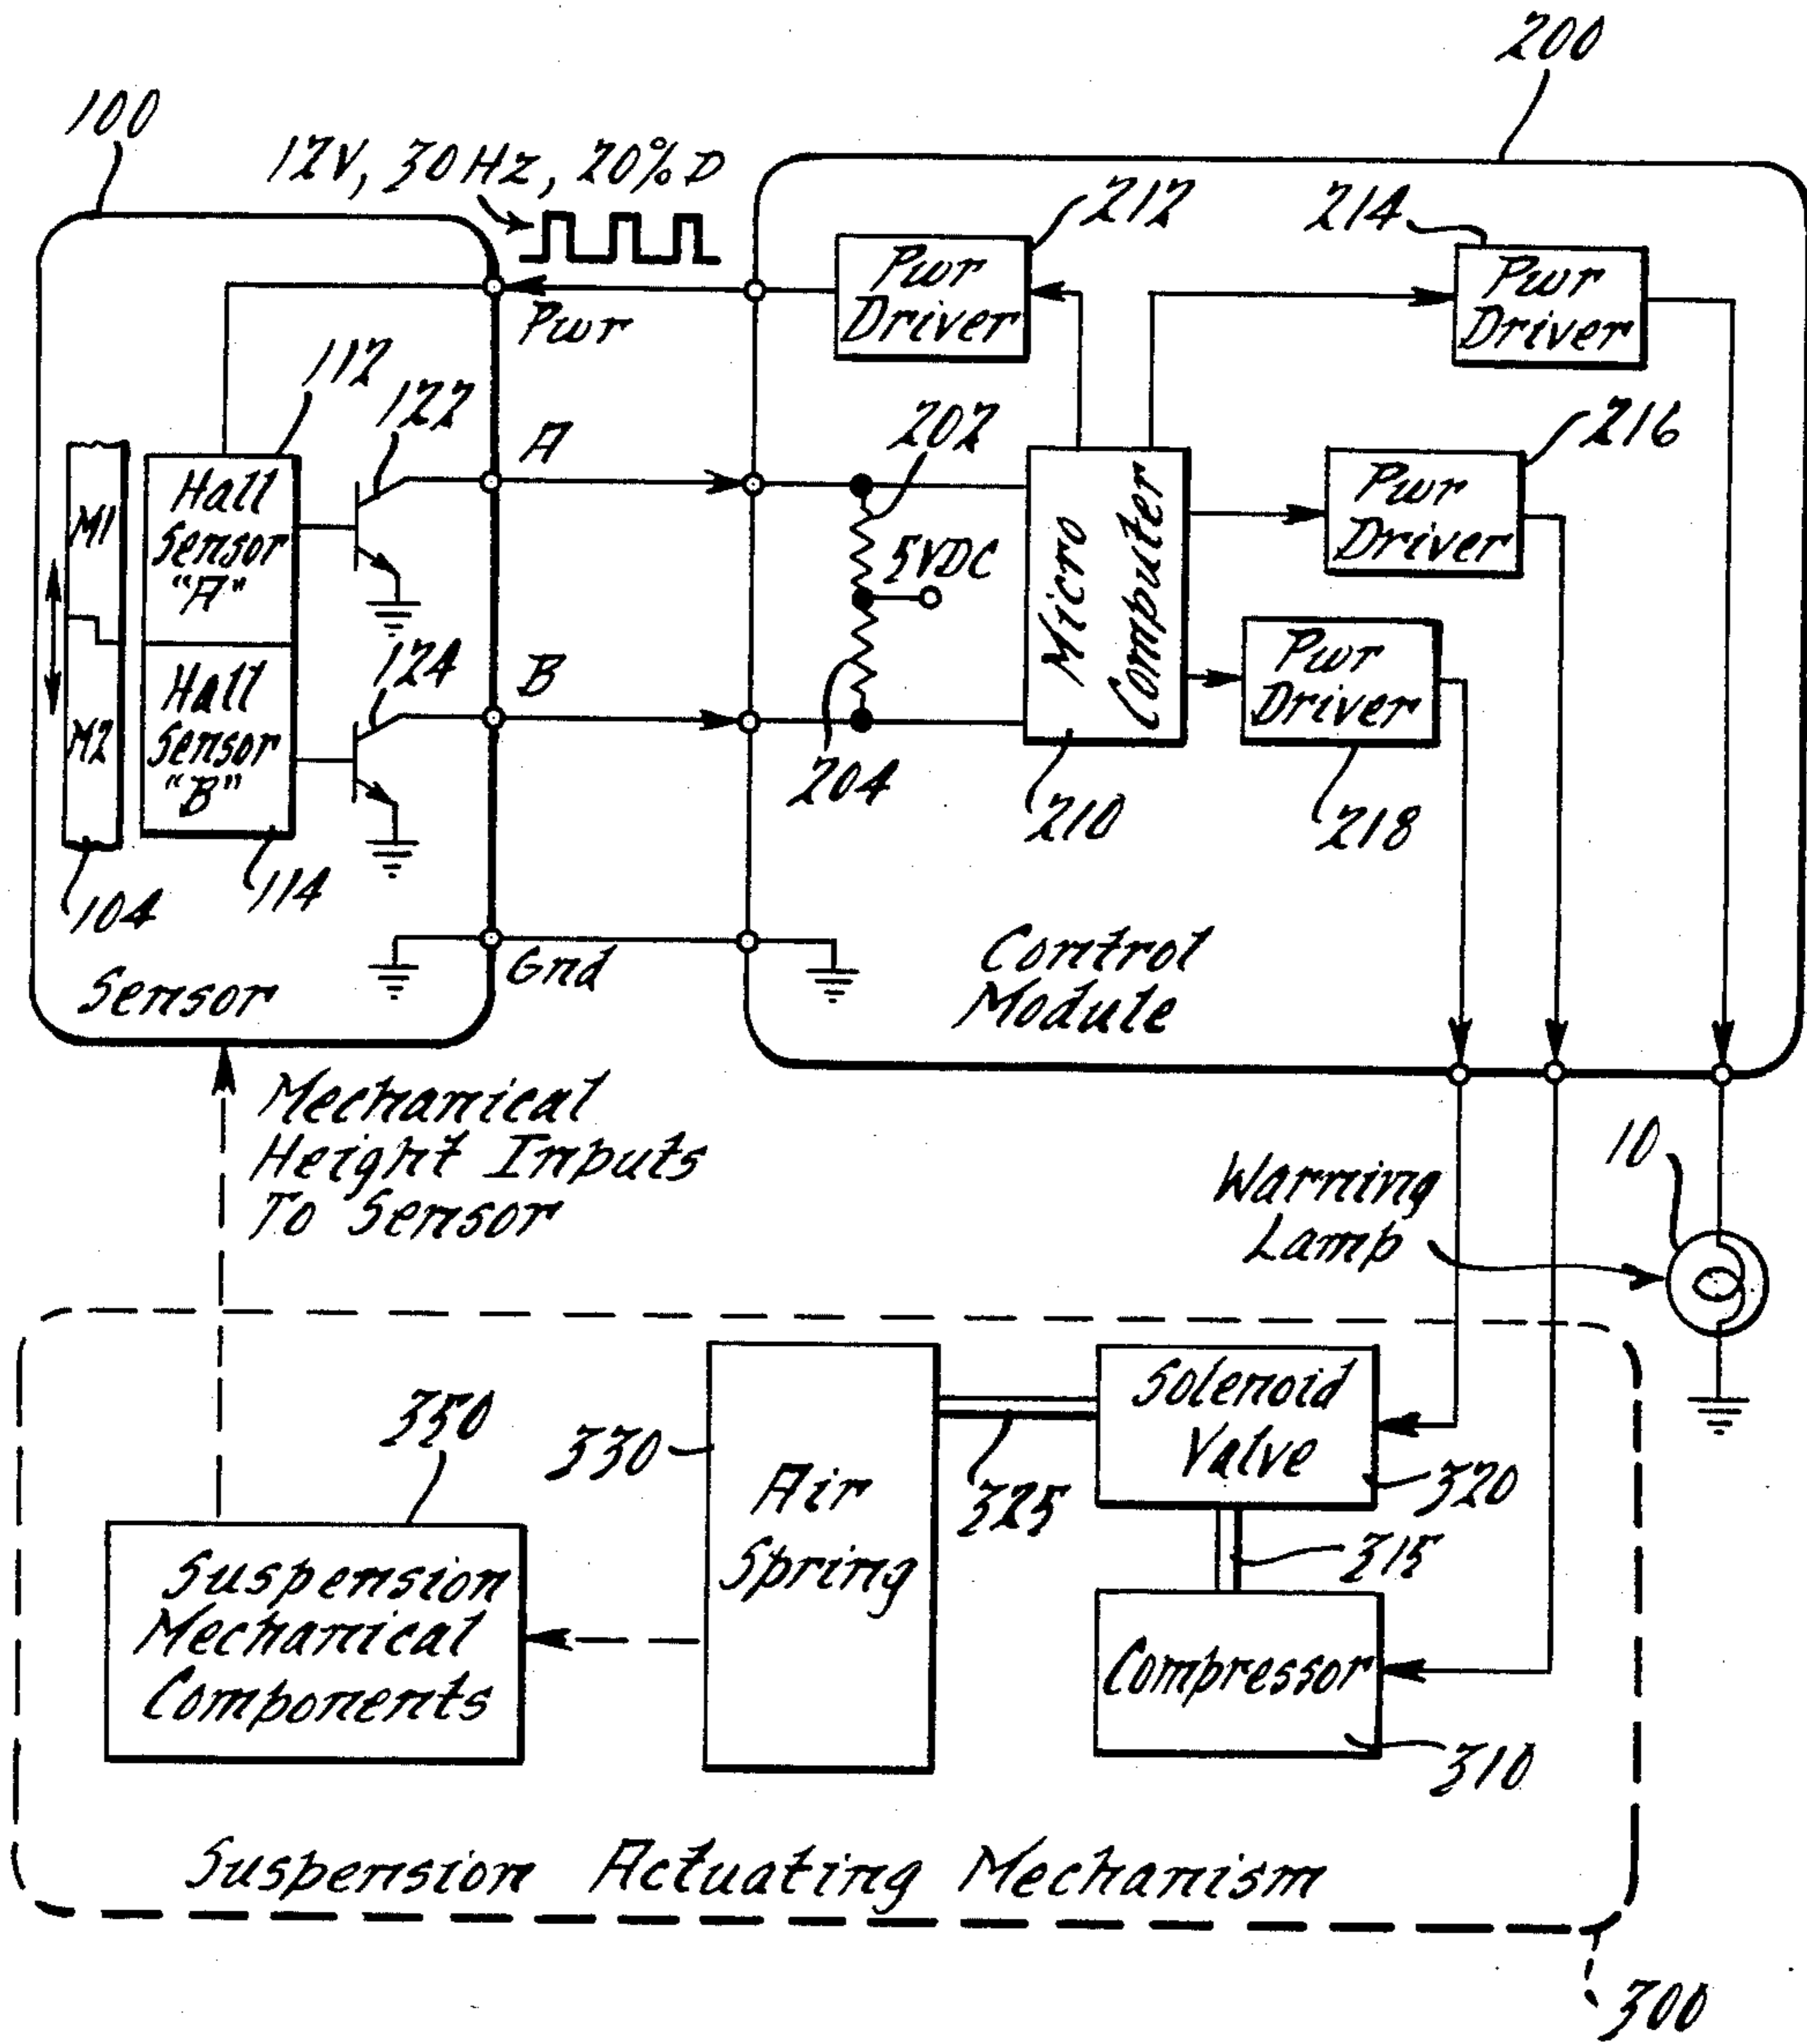 200
100
12V, 30 Hz, 20% D
212
214
Pwr
Driver
Pwr
Driver
Pwr
112
122
202
216
A
Hall
Sensor
"A"
M1
5VDC
Micro
Computer
Pwr
Driver
124
B
Hall
Sensor
"B"
M2
Pwr
Driver
204
210
218
104
114
Gnd
Sensor
Control
Module
Mechanical
Height Inputs
To Sensor
10
Warning
Lamp
350
330
Air
Spring
325
Solenoid
Valve
320
315
Suspension
Mechanical
Components
Compressor
310
Suspension Actuating Mechanism
300